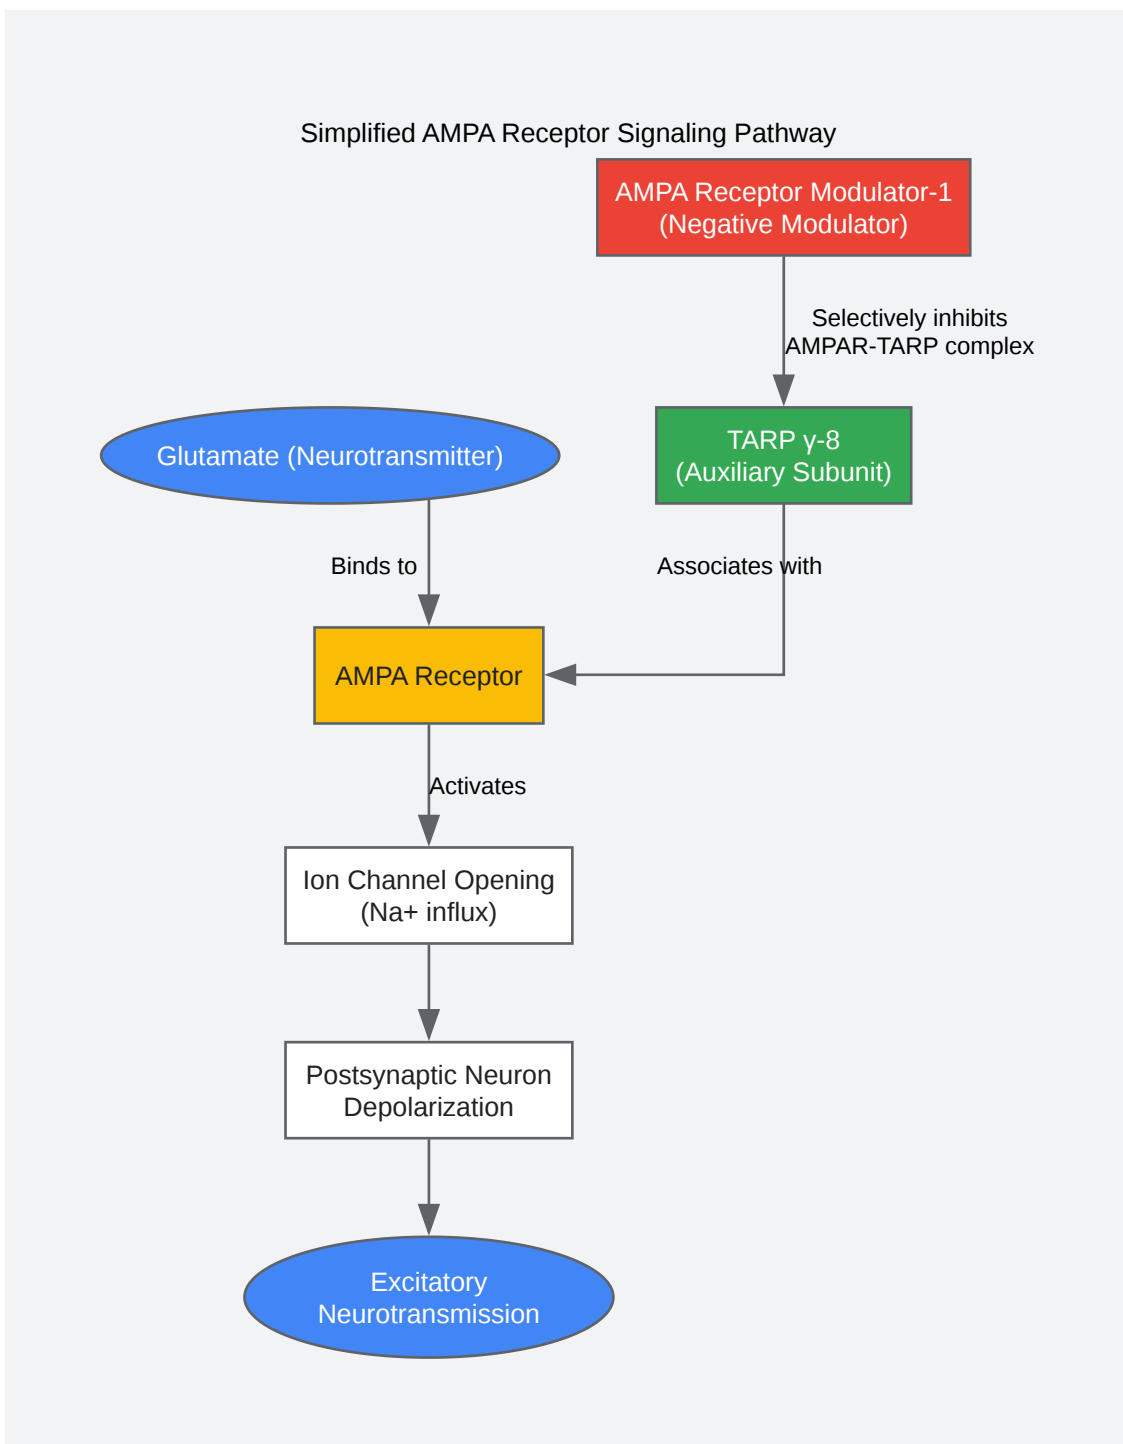 Simplified AMPA Receptor Signaling Pathway
AMPA Receptor Modulator-1
(Negative Modulator)
Selectively inhibits
AMPAR-TARP complex
Glutamate (Neurotransmitter)
TARP γ-8
(Auxiliary Subunit)
Binds to
Associates with
AMPA Receptor
Activates
Ion Channel Opening
(Na+ influx)
Postsynaptic Neuron
Depolarization
Excitatory
Neurotransmission